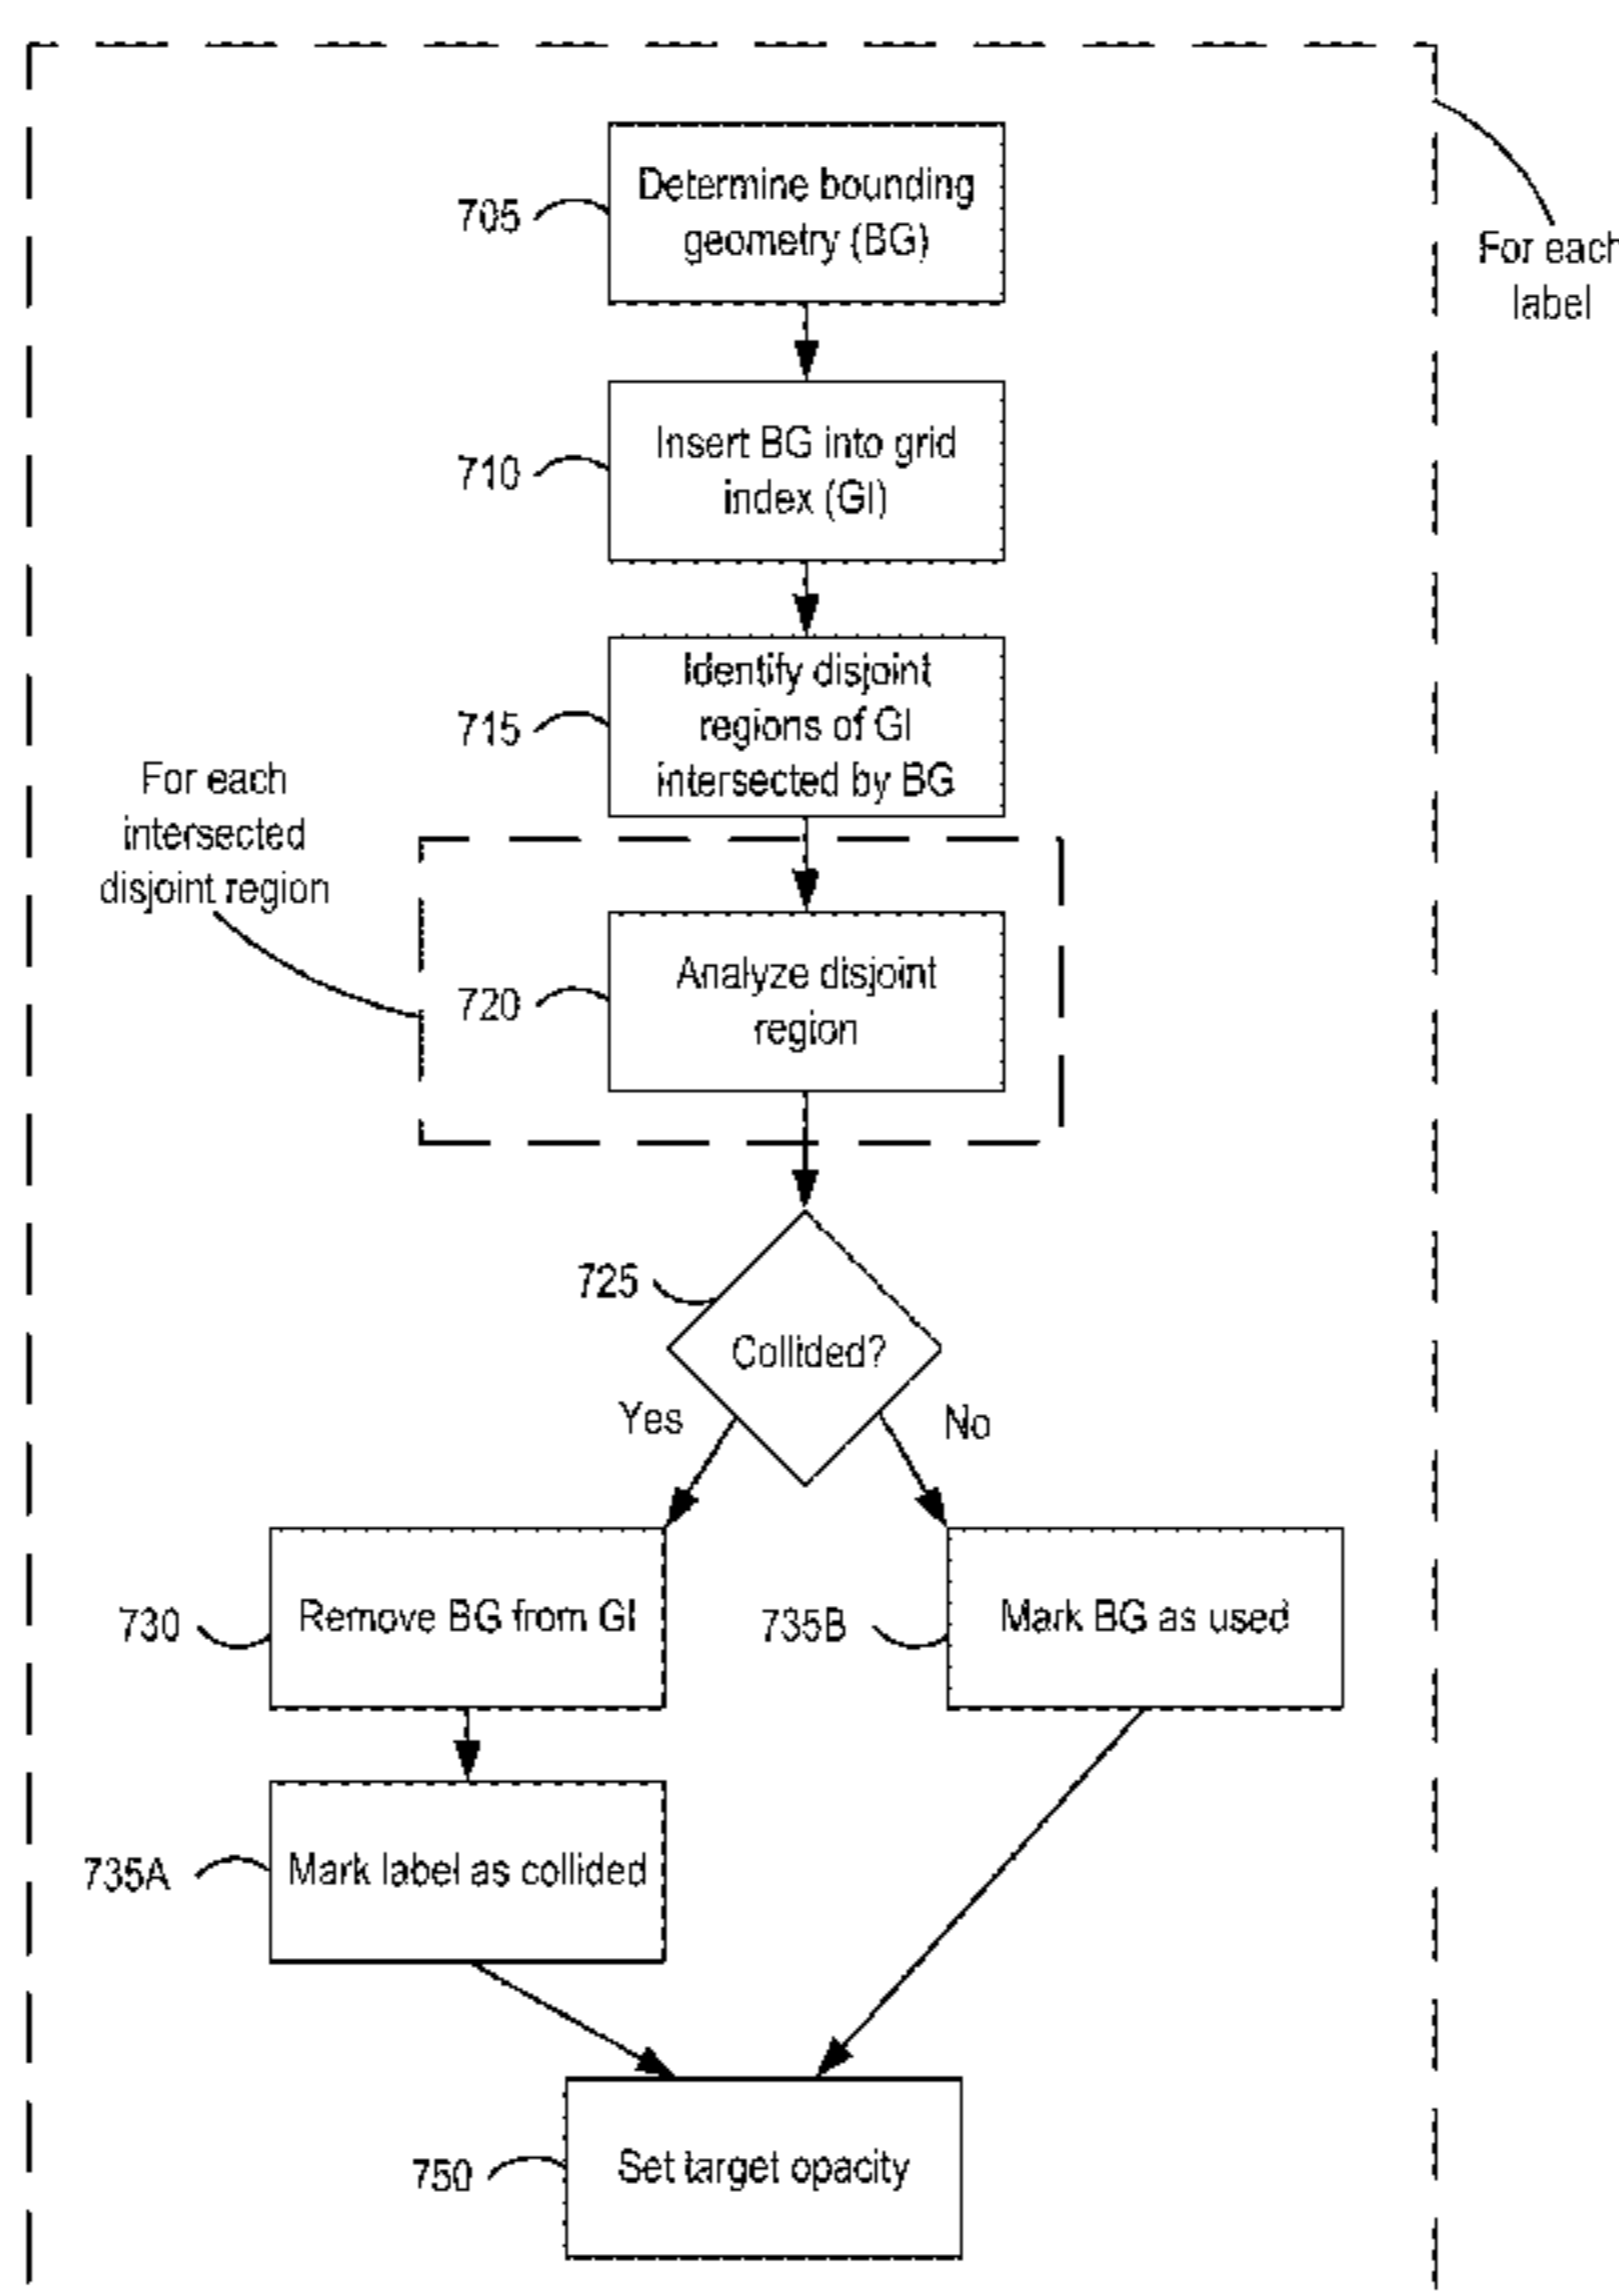 705
Determine bounding
geometry (BG)
For each
label
710
Insert BG into grid
index (GI)
715
Identify disjoint
regions of GI
intersected by BG
For each
intersected
disjoint region
720
Analyze disjoint
region
725
Collided?
Yes
No
730
Remove BG from GI
735B
Mark BG as used
735A
Mark label as collided
750
Set target opacity